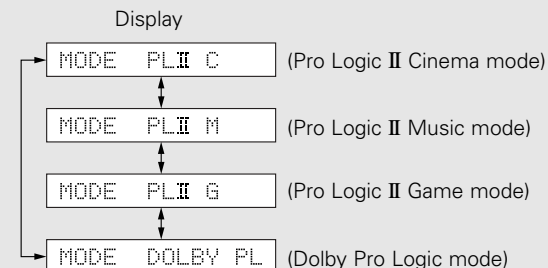 Display
MODE PLⅡ C (Pro Logic Ⅱ Cinema mode)
MODE PLⅡ M (Pro Logic Ⅱ Music mode)
MODE PLⅡ G (Pro Logic Ⅱ Game mode)
MODE DOLBY PL (Dolby Pro Logic mode)